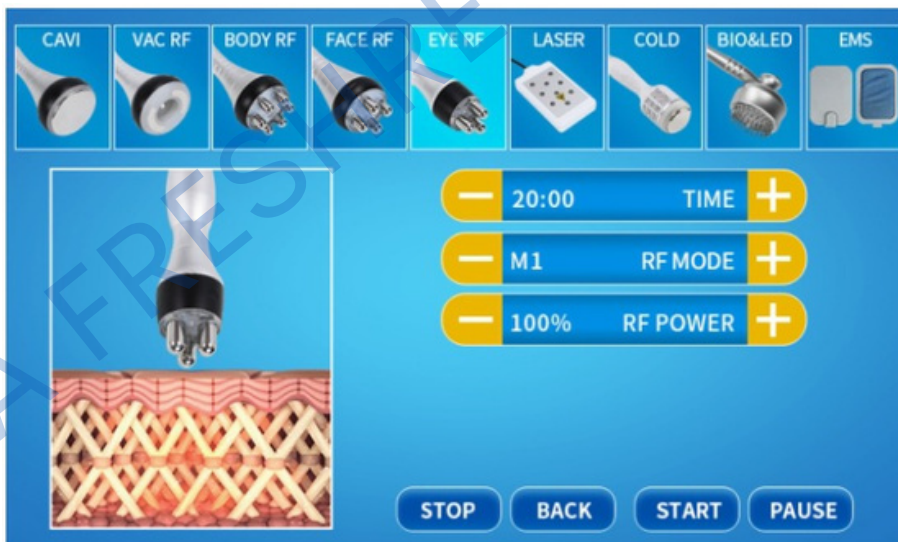 CAVI
VAC RF
BODY RF
FACE RF
EYE RF
LASER
COLD
BIO&LED
EMS
20:00 TIME
M1 RF MODE
100% RF POWER
STOP BACK START PAUSE
A FRESHRE